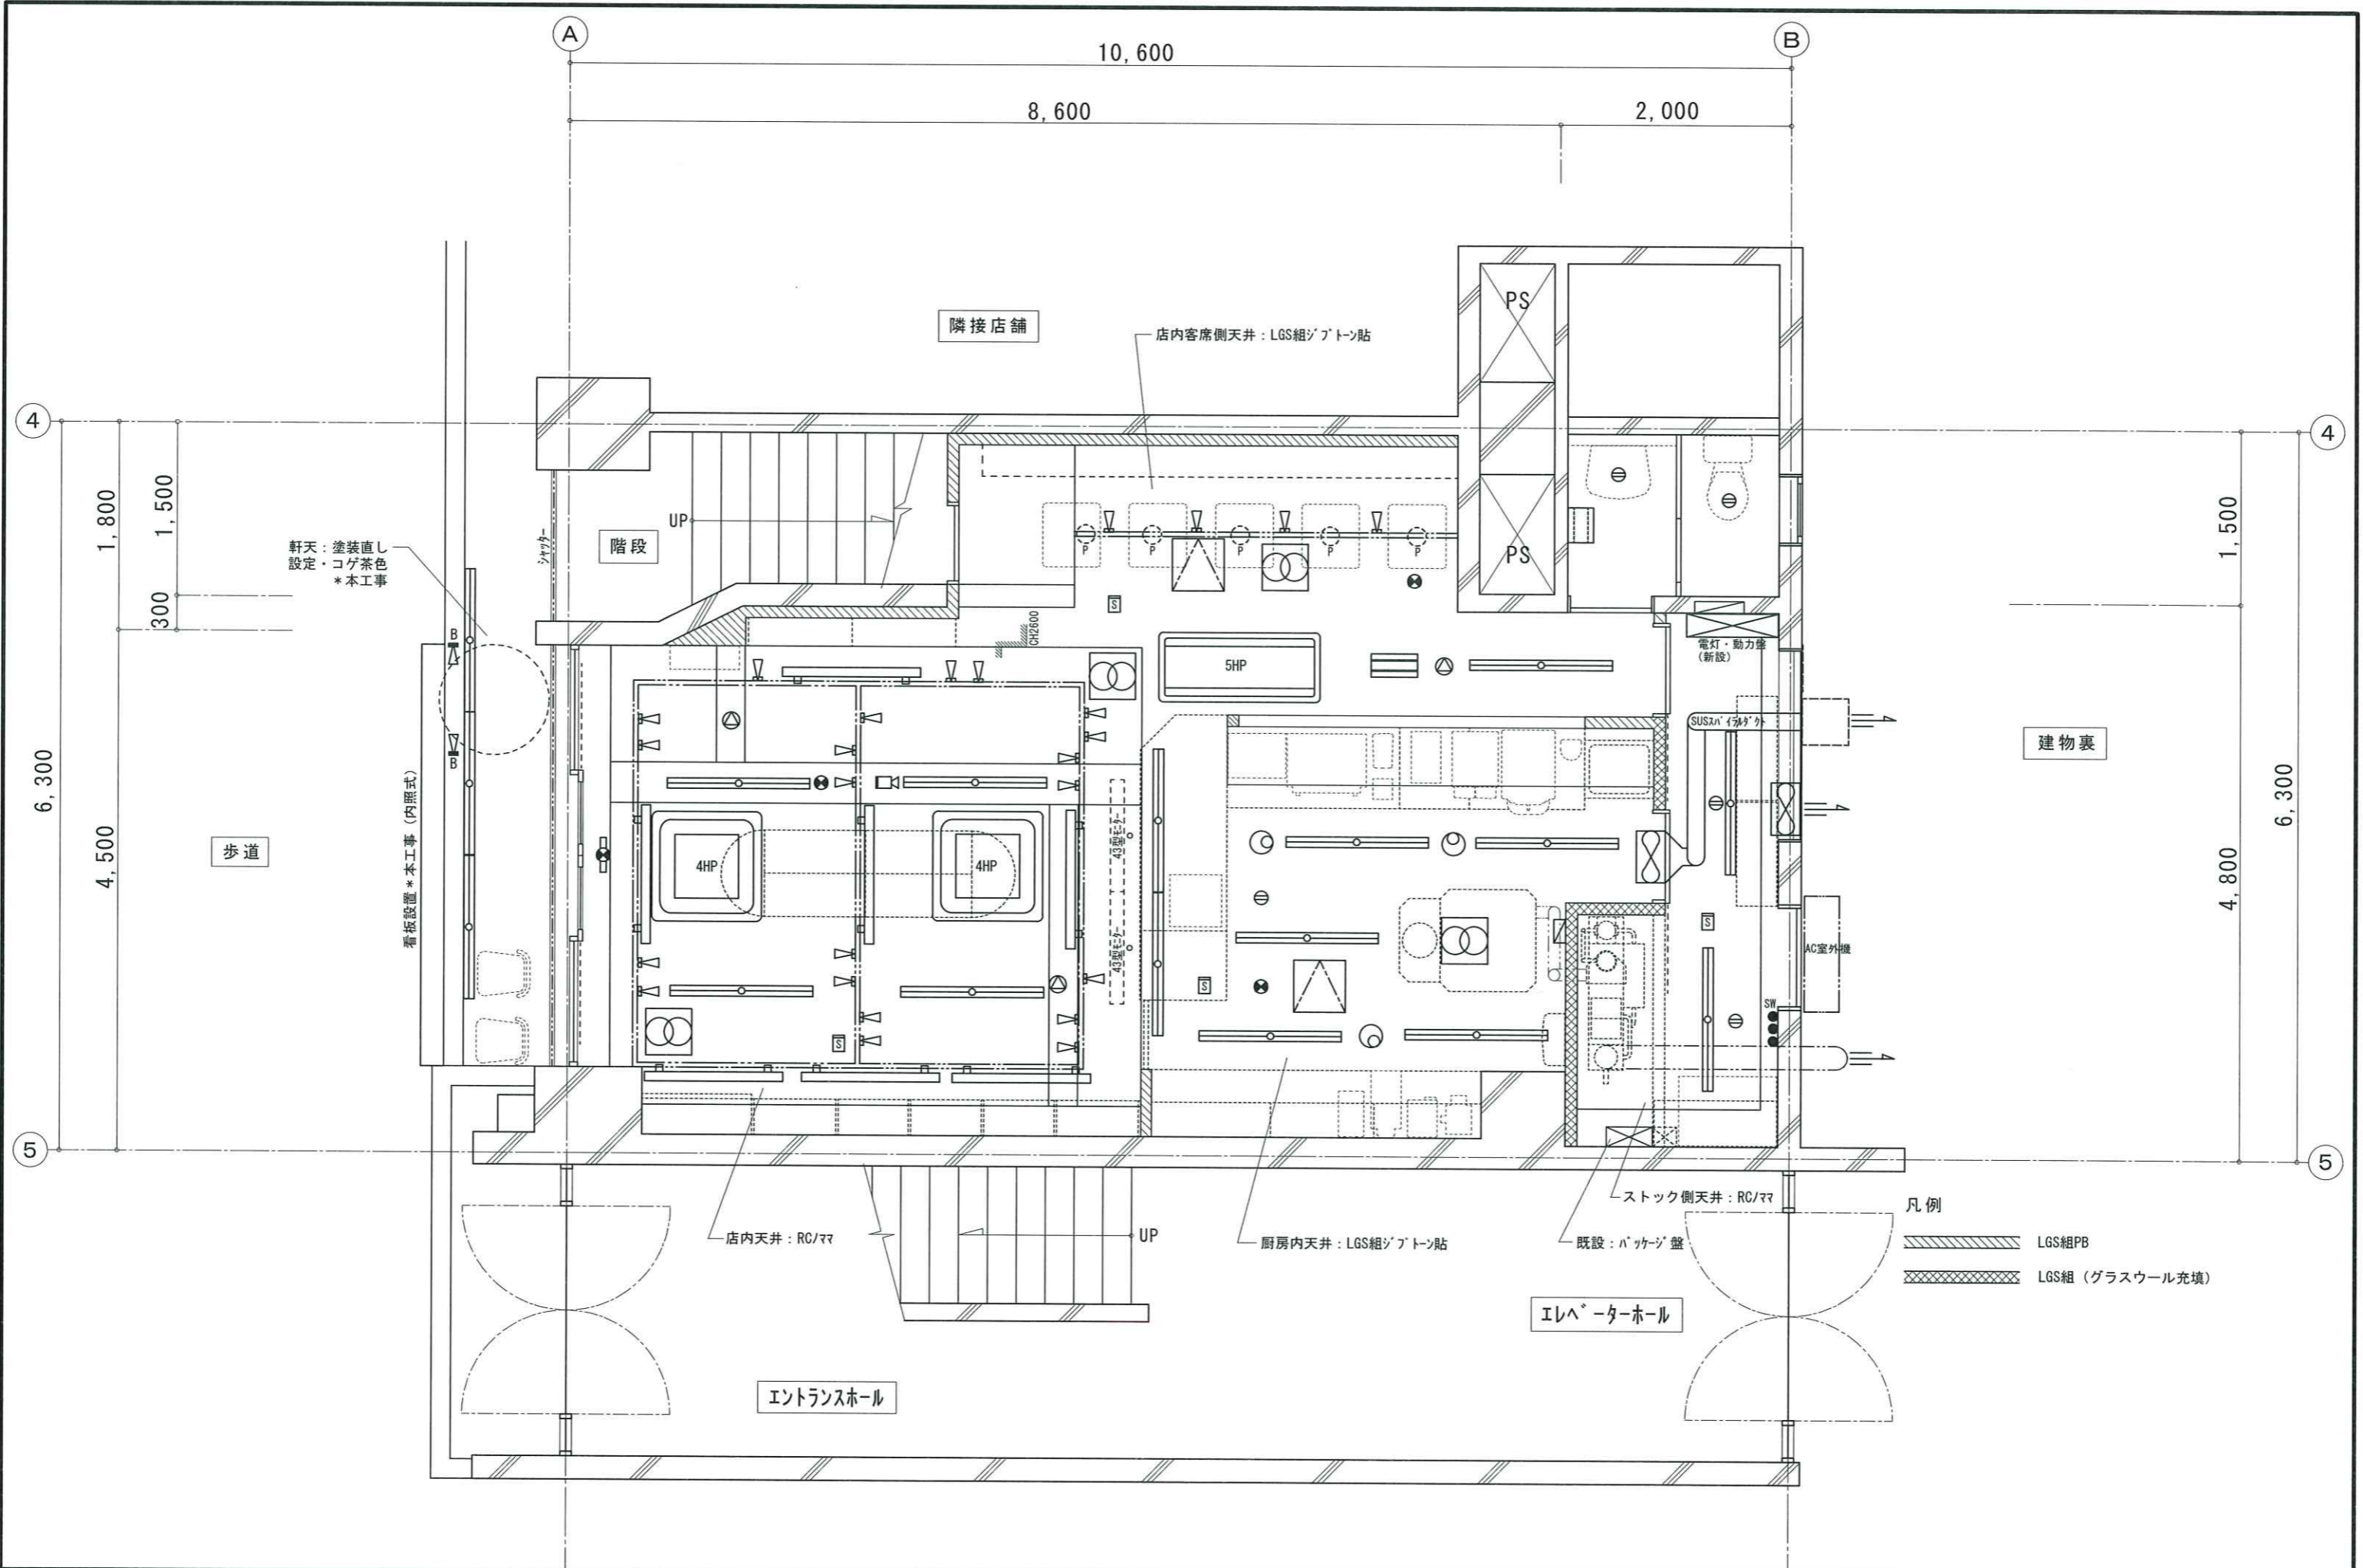 A
B
10,600
8,600
2,000
隣接店舗
店内客席側天井：LGS組ｼﾞﾌﾟﾄｰﾝ貼
PS
4
4
1,800
1,500
300
4,500
6,300
軒天：塗装直し
設定・コゲ茶色
＊本工事
ｼｬｯﾀｰ
階段
UP
PS
P
P
P
P
P
S
CH2600
B
B
5HP
電灯・動力盤
(新設)
SUSｽﾊﾟｲﾗﾙﾀﾞｸﾄ
建物裏
1,500
4,800
6,300
歩道
看板設置＊本工事（内照式）
4HP
4HP
43型ﾓﾆﾀｰ
43型ﾓﾆﾀｰ
S
S
S
AC室外機
SW
5
5
店内天井：RCﾉﾏﾏ
UP
厨房内天井：LGS組ｼﾞﾌﾟﾄｰﾝ貼
ストック側天井：RCﾉﾏﾏ
既設：ﾊﾟｯｹｰｼﾞ盤
凡例
LGS組PB
LGS組（グラスウール充填）
ｴﾚﾍﾞｰﾀｰﾎｰﾙ
ｴﾝﾄﾗﾝｽﾎｰﾙ